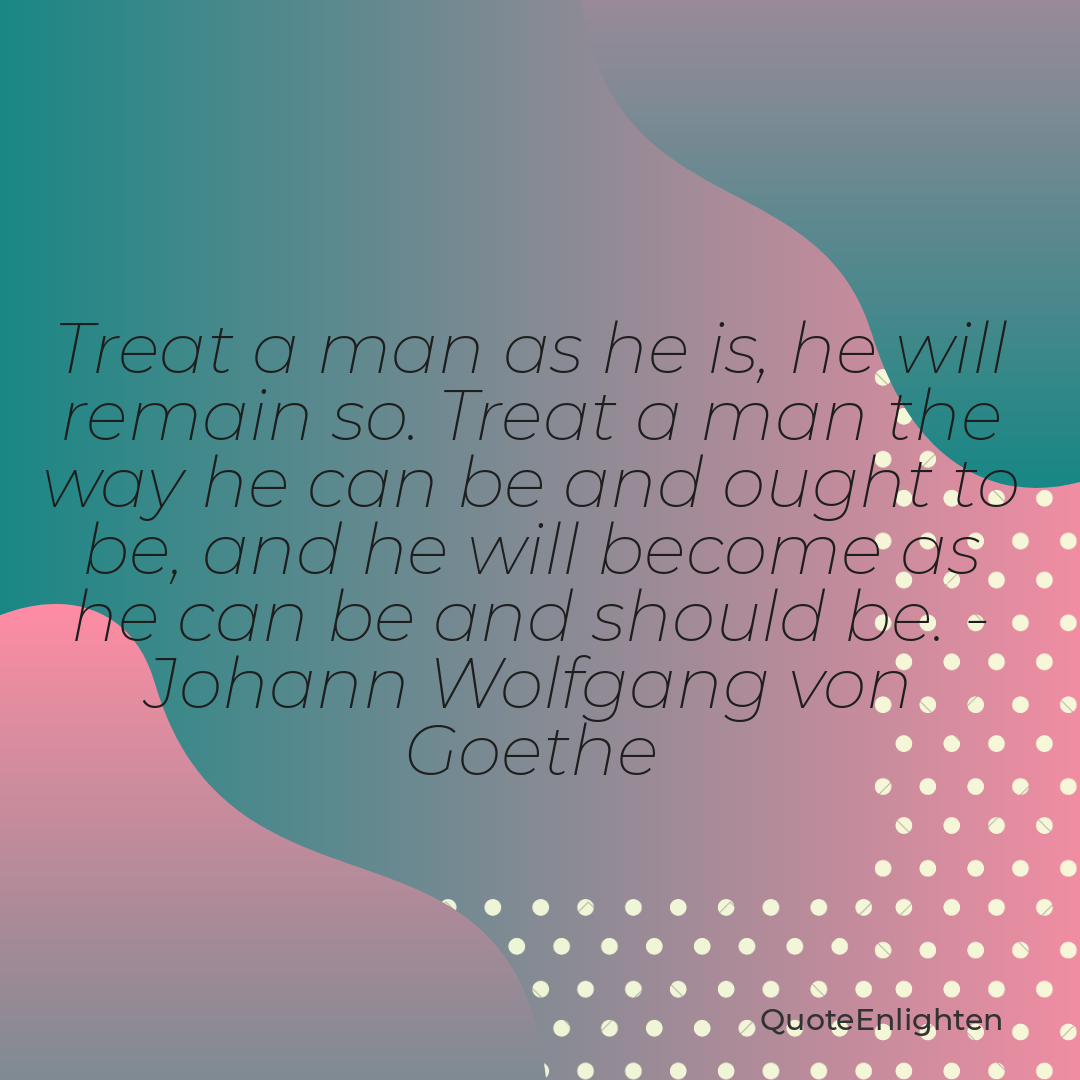 Treat a man as he is, he will
remain so. Treat a man the
way he can be and ought to
be, and he will become as
he can be and should be. -
Johann Wolfgang von
Goethe
QuoteEnlighten